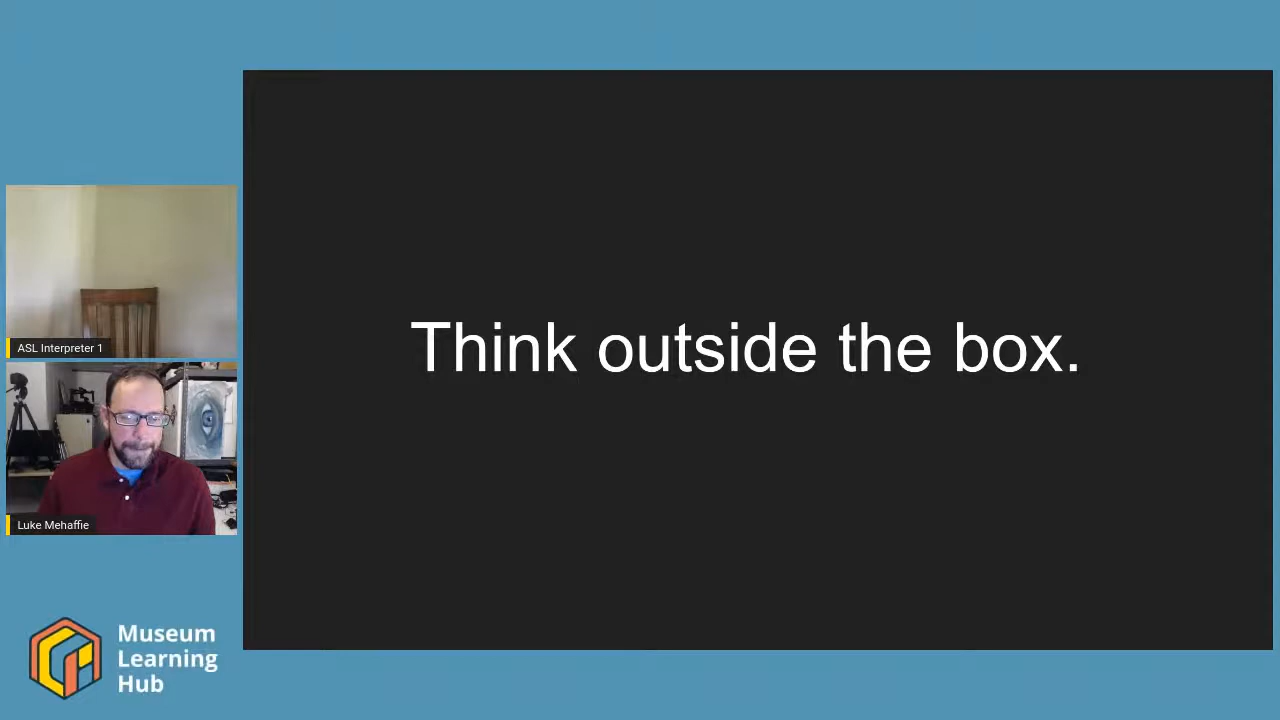 Think outside the box.
ASL Interpreter 1
Luke Mehaffie
Museum
Learning
Hub